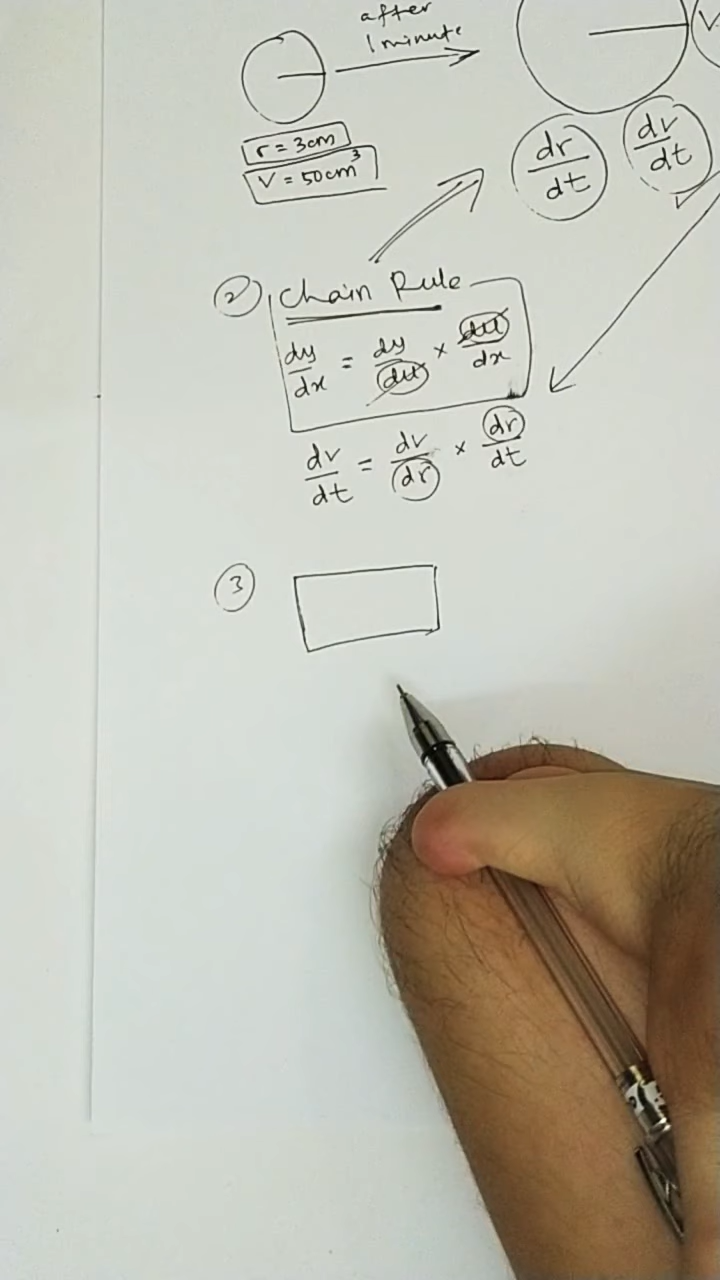 after
1 minute
r = 3cm
V = 50cm³
V
dr/dt
dv/dt
② Chain Rule
dy/dx = dy/du × du/dx
dv/dt = dv/dr × dr/dt
③